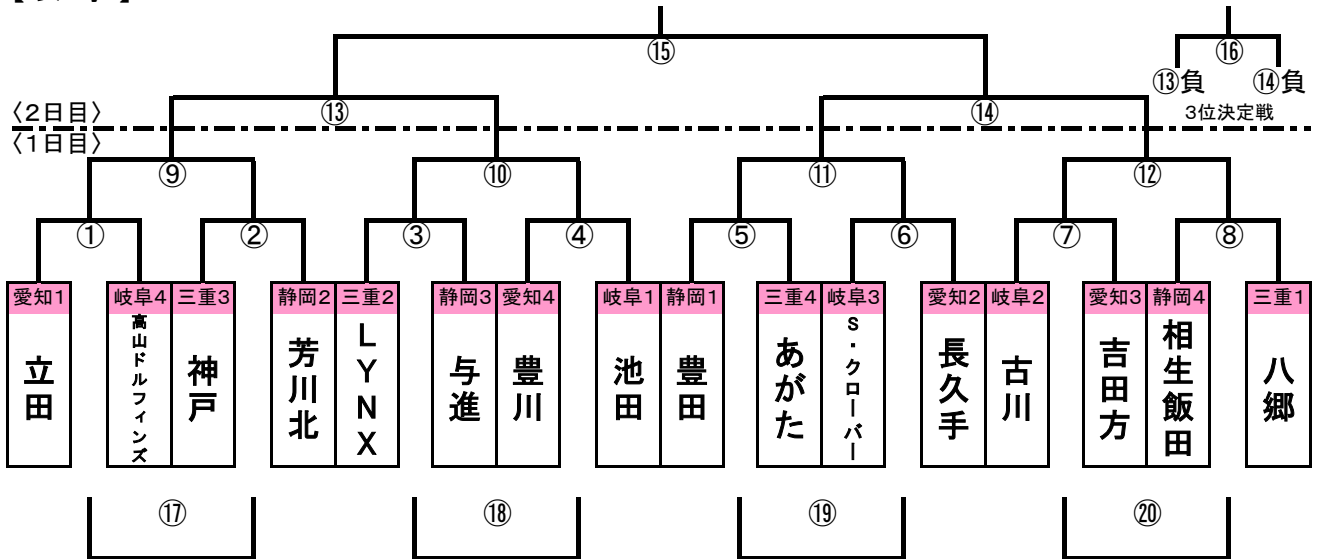 ⑮
⑯
⑬負
⑭負
3位決定戦
〈2日目〉
⑬
⑭
〈1日目〉
⑨
⑩
⑪
⑫
①
②
③
④
⑤
⑥
⑦
⑧
愛知1
岐阜4
三重3
静岡2
三重2
静岡3
愛知4
岐阜1
静岡1
三重4
岐阜3
愛知2
岐阜2
愛知3
静岡4
三重1
立田
高山ドルフィンズ
神戸
芳川北
LYNX
与進
豊川
池田
豊田
あがた
S・クローバー
長久手
古川
吉田方
相生飯田
八郷
⑰
⑱
⑲
⑳